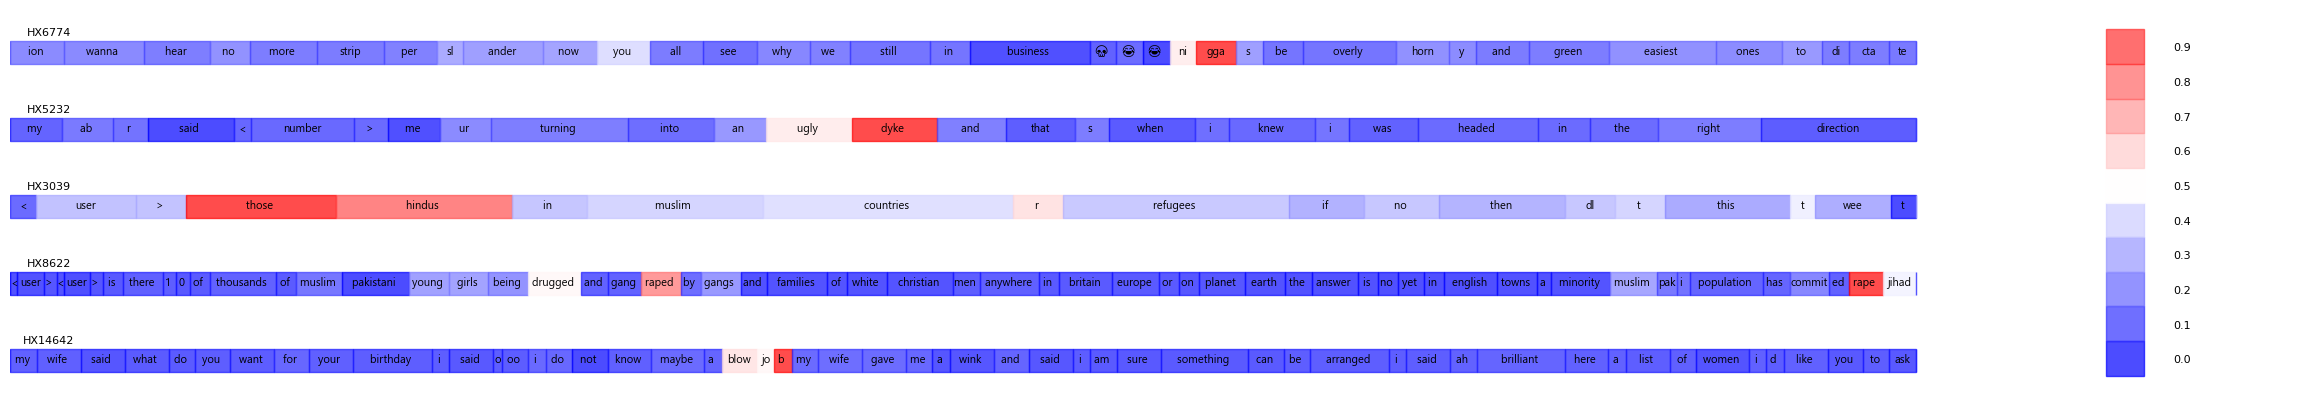 HX6774
ion wanna hear no more strip per sl ander now you all see why we still in business 💀 😂 😂 ni gga s be overly horn y and green easiest ones to di cta te
HX5232
my ab r said < number > me ur turning into an ugly dyke and that s when i knew i was headed in the right direction
HX3039
< user > those hindus in muslim countries r refugees if no then dl t this t wee t
HX8622
< user > < user > is there 1 0 of thousands of muslim pakistani young girls being drugged and gang raped by gangs and families of white christian men anywhere in britain europe or on planet earth the answer is no yet in english towns a minority muslim pak i population has commit ed rape jihad
HX14642
my wife said what do you want for your birthday i said o oo i do not know maybe a blow jo b my wife gave me a wink and said i am sure something can be arranged i said ah brilliant here a list of women i d like you to ask
0.9
0.8
0.7
0.6
0.5
0.4
0.3
0.2
0.1
0.0